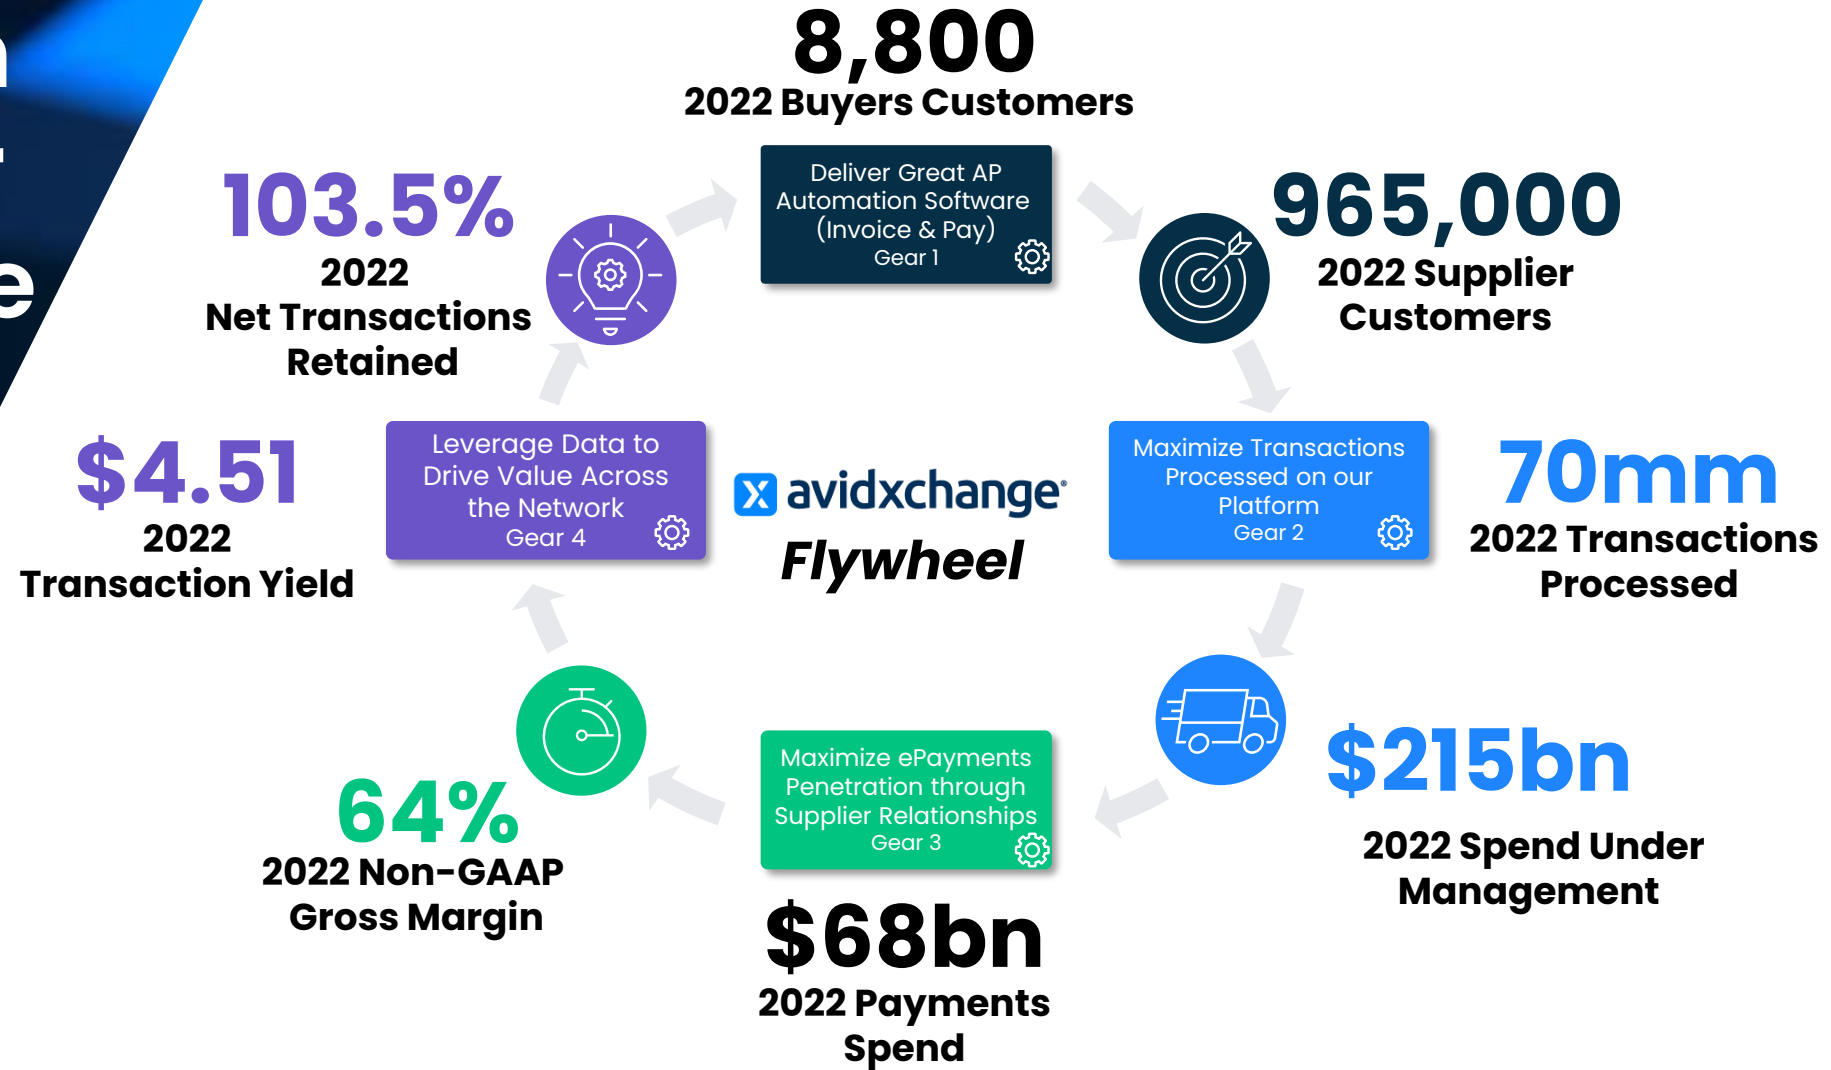 8,800
2022 Buyers Customers
Deliver Great AP
Automation Software
(Invoice & Pay)
Gear 1
965,000
2022 Supplier
Customers
Maximize Transactions
Processed on our
Platform
Gear 2
70mm
2022 Transactions
Processed
$215bn
2022 Spend Under
Management
Maximize ePayments
Penetration through
Supplier Relationships
Gear 3
$68bn
2022 Payments
Spend
64%
2022 Non-GAAP
Gross Margin
Leverage Data to
Drive Value Across
the Network
Gear 4
$4.51
2022
Transaction Yield
103.5%
2022
Net Transactions
Retained
x avidxchange
Flywheel